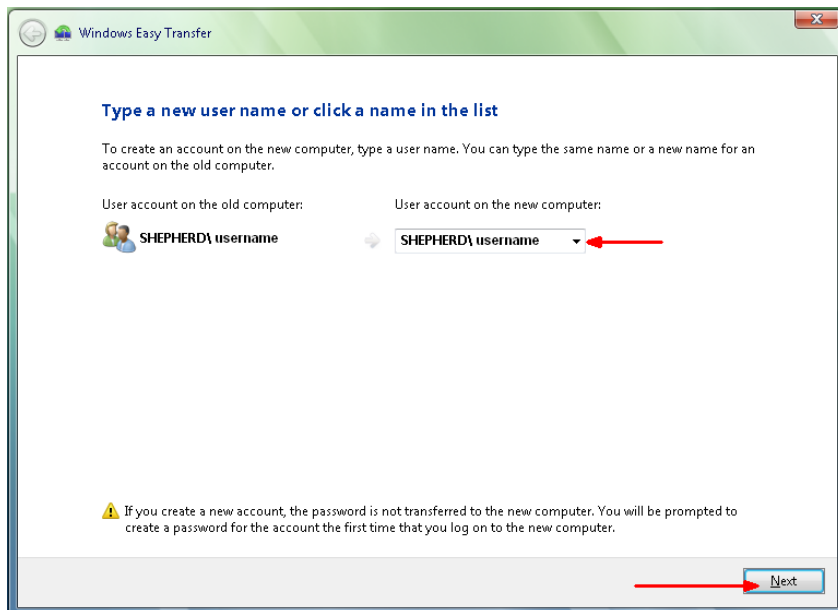 Windows Easy Transfer
Type a new user name or click a name in the list
To create an account on the new computer, type a user name. You can type the same name or a new name for an
account on the old computer.
User account on the old computer:
User account on the new computer:
SHEPHERD\ username
SHEPHERD\ username
If you create a new account, the password is not transferred to the new computer. You will be prompted to
create a password for the account the first time that you log on to the new computer.
Next